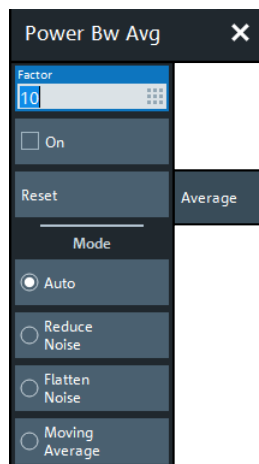 Power Bw Avg
Factor
10
On
Reset
Average
Mode
Auto
Reduce
Noise
Flatten
Noise
Moving
Average